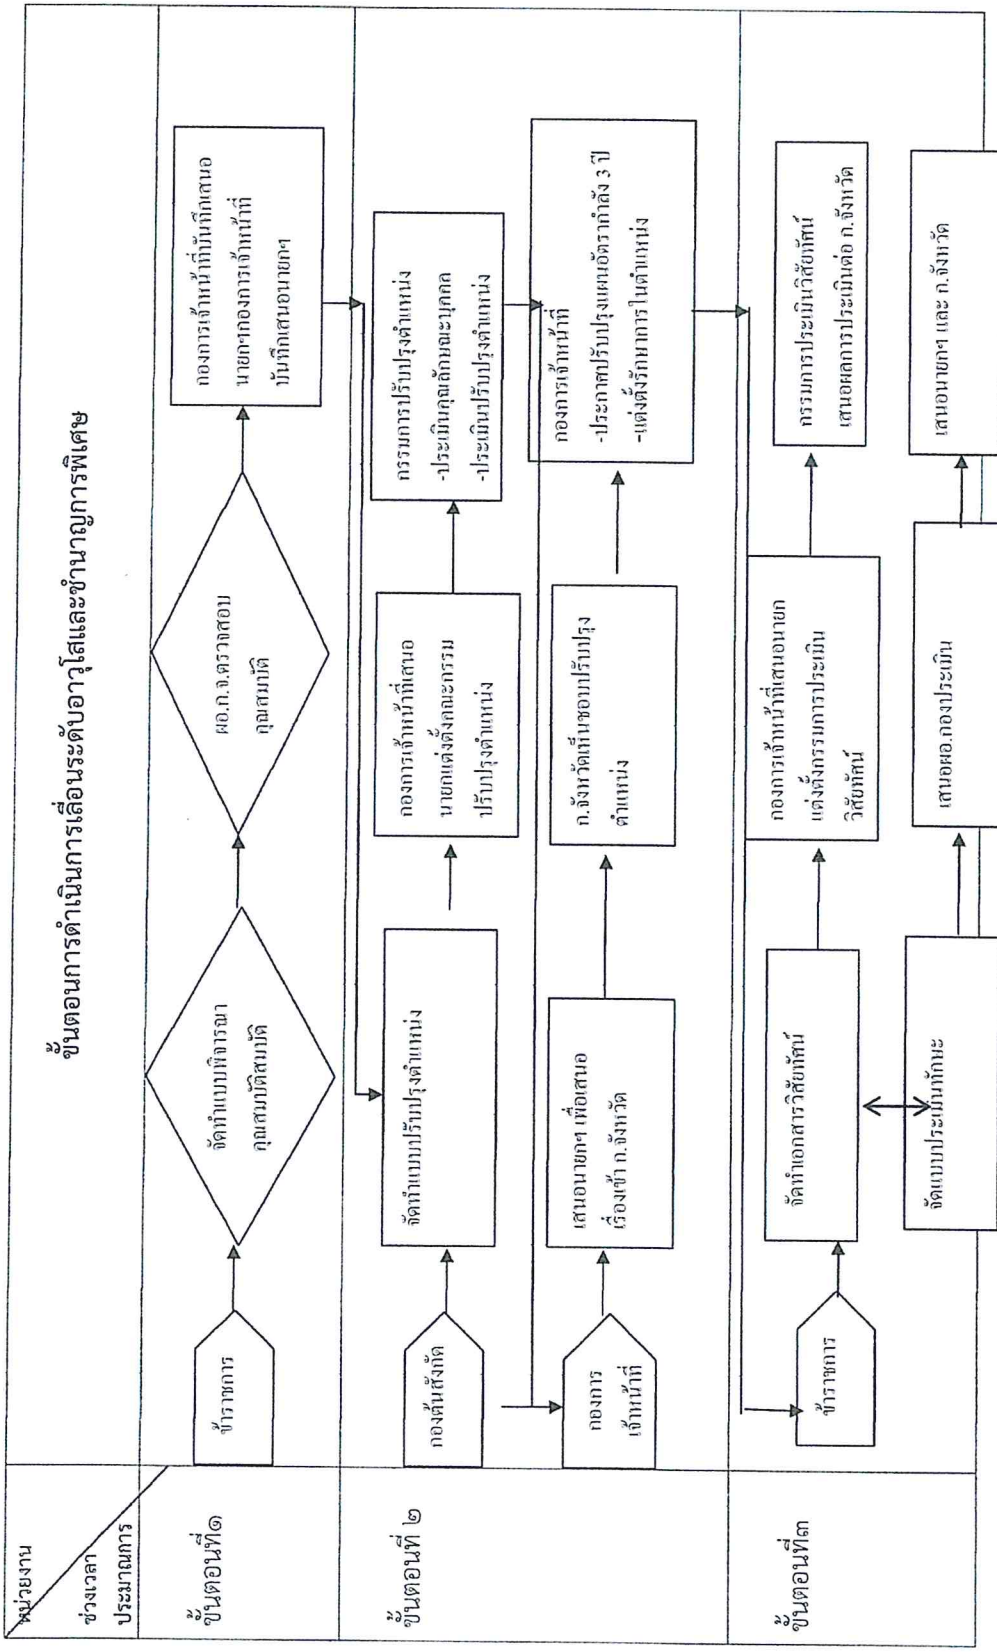 ขั้นตอนการดำเนินการเลื่อนระดับอาวุโสและชำนาญการพิเศษ
หน่วยงาน
ช่วงเวลา
ประมาณการ
ขั้นตอนที่๑
ข้าราชการ
จัดทำแบบพิจารณา
คุณสมบัติสมบัติ
ผอ.ก.จ.ตรวจสอบ
คุณสมบัติ
กองการเจ้าหน้าที่บันทึกเสนอ
นายกฯกองการเจ้าหน้าที่
บันทึกเสนอนายกฯ
ขั้นตอนที่ ๒
กองต้นสังกัด
จัดทำแบบปรับปรุงตำแหน่ง
กองการเจ้าหน้าที่เสนอ
นายกแต่งตั้งคณะกรรม
ปรับปรุงตำแหน่ง
กรรมการปรับปรุงตำแหน่ง
-ประเมินคุณลักษณะบุคคล
-ประเมินปรับปรุงตำแหน่ง
กองการ
เจ้าหน้าที่
เสนอนายกฯ เพื่อเสนอ
เรื่องเข้า ก.จังหวัด
ก.จังหวัดเห็นชอบปรับปรุง
ตำแหน่ง
กองการเจ้าหน้าที่
-ประกาศปรับปรุงแผนอัตรากำลัง 3 ปี
-แต่งตั้งรักษาการในตำแหน่ง
ขั้นตอนที่๓
ข้าราชการ
จัดทำเอกสารวิสัยทัศน์
กองการเจ้าหน้าที่เสนอนายก
แต่งตั้งกรรมการประเมิน
วิสัยทัศน์
กรรมการประเมินวิสัยทัศน์
เสนอผลการประเมินต่อ ก.จังหวัด
จัดแบบประเมินทักษะ
เสนอผอ.กองประเมิน
เสนอนายกฯ และ ก.จังหวัด